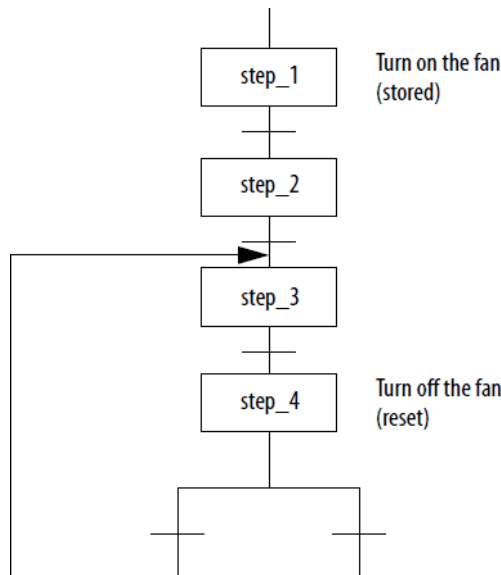 step_1
Turn on the fan
(stored)
step_2
step_3
step_4
Turn off the fan
(reset)